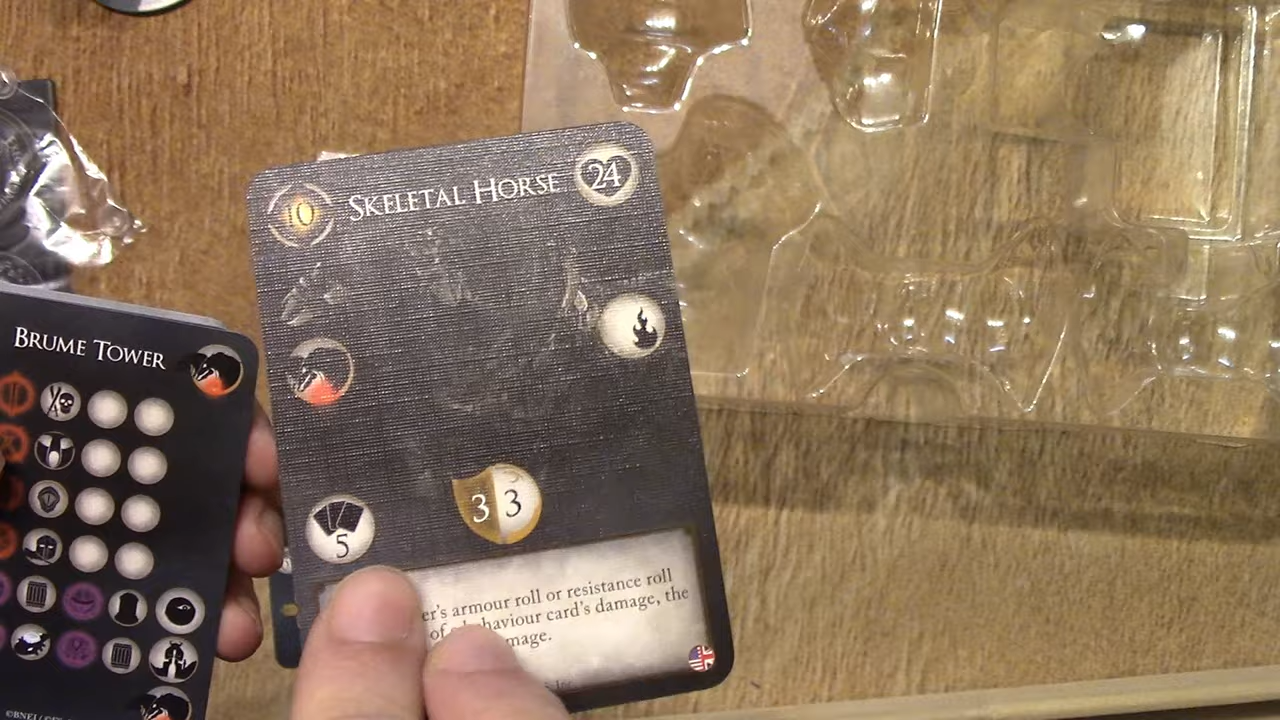 10 SKELETAL HORSE 24
3 3
5
er's armour roll or resistance roll
haviour card's damage, the
mage.
BRUME TOWER